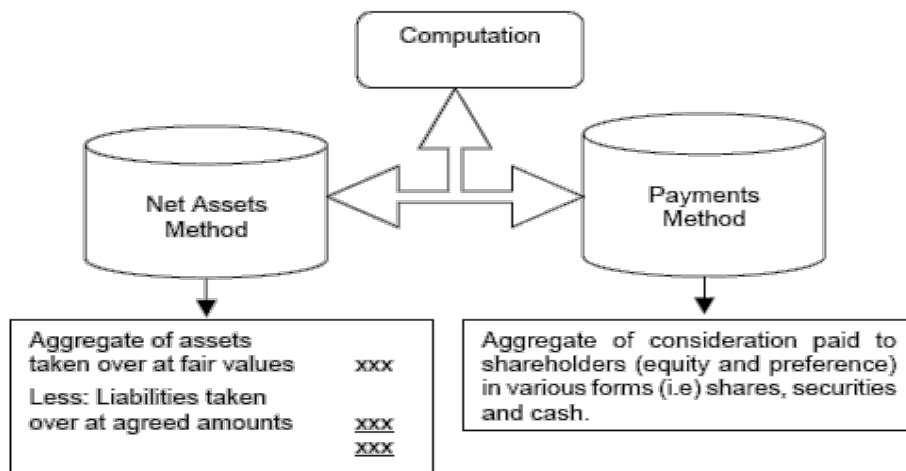 Computation
Net Assets
Method
Payments
Method
Aggregate of assets
taken over at fair values xxx
Less: Liabilities taken
over at agreed amounts xxx
xxx
Aggregate of consideration paid to
shareholders (equity and preference)
in various forms (i.e) shares, securities
and cash.